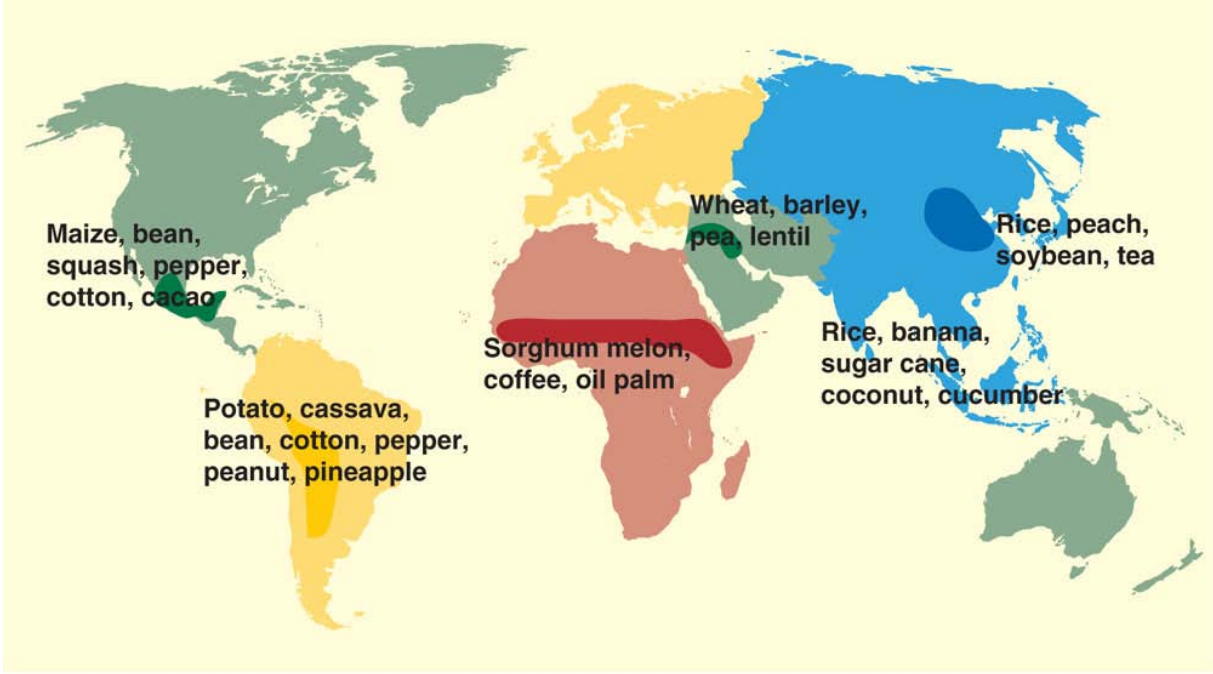 Maize, bean,
squash, pepper,
cotton, cacao
Potato, cassava,
bean, cotton, pepper,
peanut, pineapple
Sorghum melon,
coffee, oil palm
Wheat, barley,
pea, lentil
Rice, peach,
soybean, tea
Rice, banana,
sugar cane,
coconut, cucumber